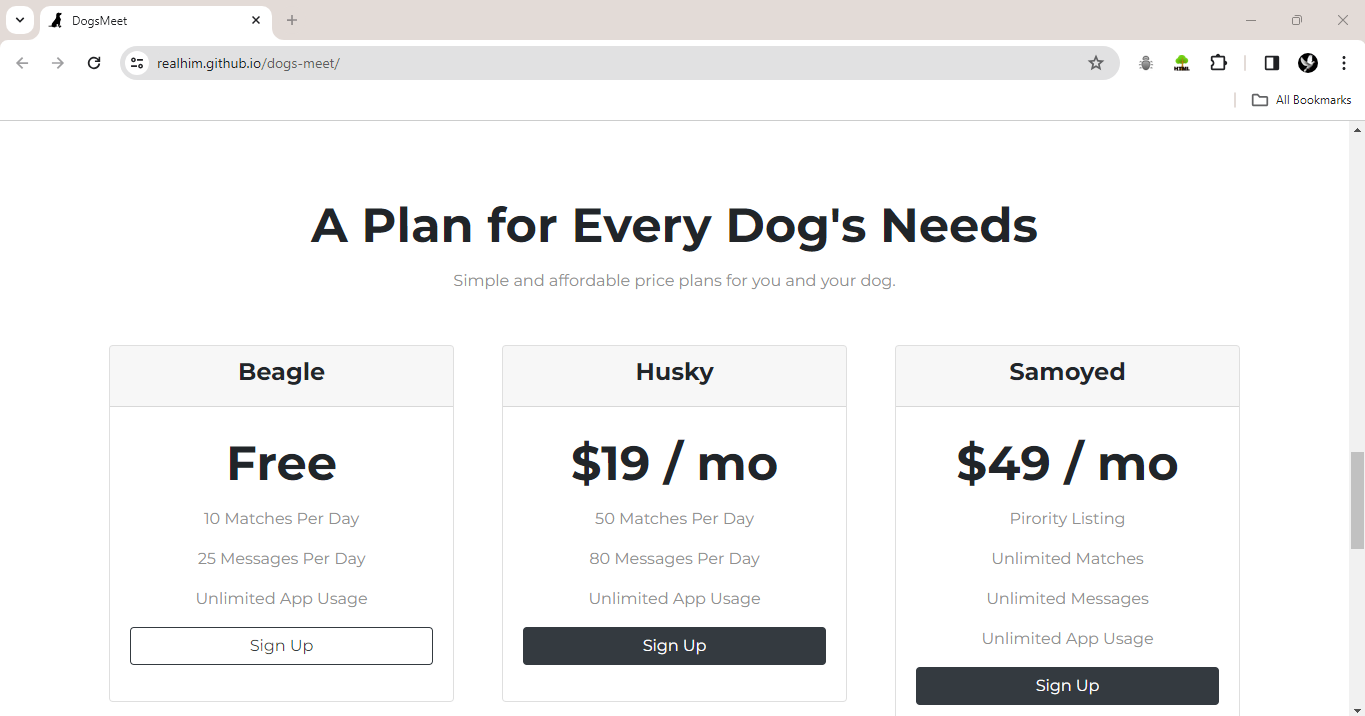 DogsMeet
realhim.github.io/dogs-meet/
HTML
All Bookmarks
A Plan for Every Dog's Needs
Simple and affordable price plans for you and your dog.
Beagle
Free
10 Matches Per Day
25 Messages Per Day
Unlimited App Usage
Sign Up
Husky
$19 / mo
50 Matches Per Day
80 Messages Per Day
Unlimited App Usage
Sign Up
Samoyed
$49 / mo
Pirority Listing
Unlimited Matches
Unlimited Messages
Unlimited App Usage
Sign Up